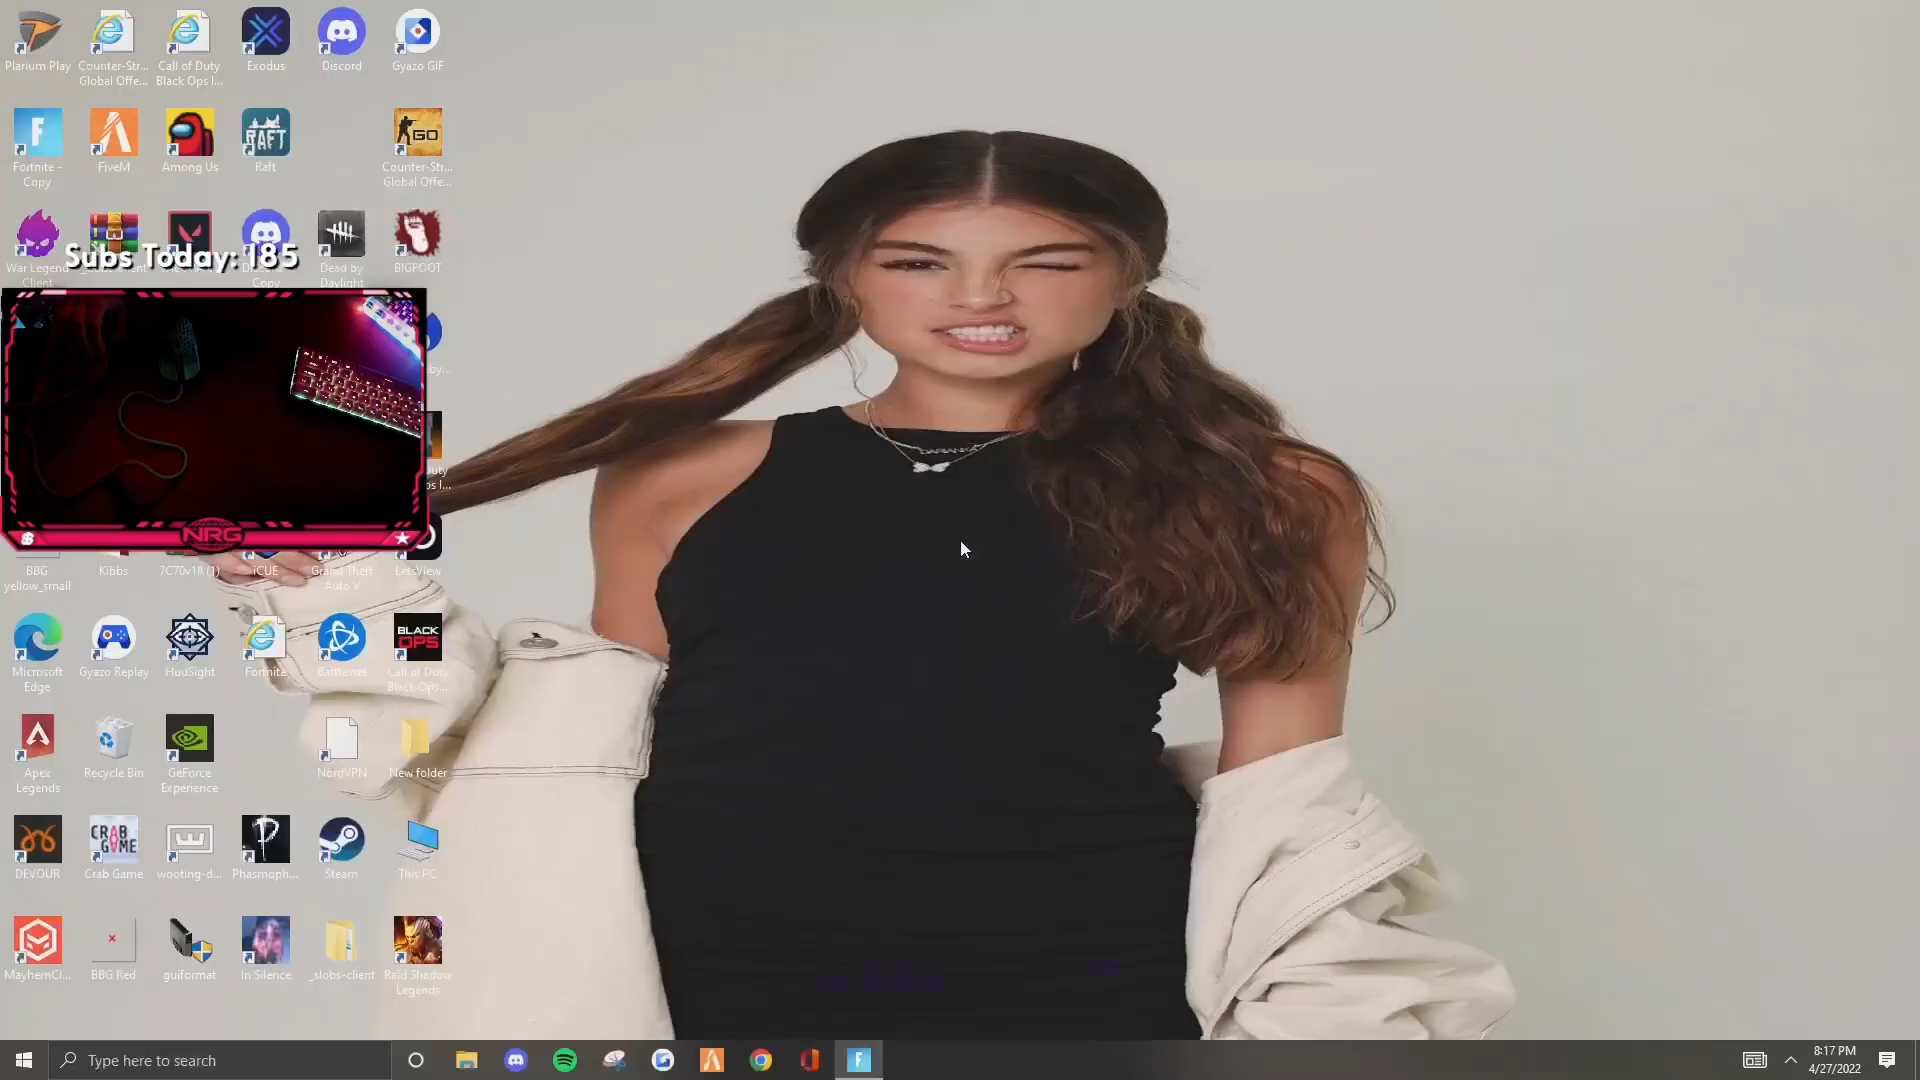 Plarium Play
Counter-Str...
Global Offe...
Call of Duty
Black Ops I...
Exodus
Discord
Gyazo GIF
Fortnite -
Copy
FiveM
Among Us
RAFT
Raft
GO
Counter-Str...
Global Offe...
Subs Today: 185
War Legend
Client
Copy
Dead by
Daylight
BIGFOOT
NRG
BBG
yellow_small
Kibbs
7C70v18 (1)
iCUE
Grand Theft
Auto V
LetsView
Microsoft
Edge
Gyazo Replay
HudSight
Fortnite
Battle.net
BLACK
OPS
Call of Duty
Black Ops...
Apex
Legends
Recycle Bin
GeForce
Experience
NordVPN
New folder
DEVOUR
CRAB
GAME
Crab Game
wooting-d...
Phasmoph...
Steam
This PC
MayhemCl...
BBG Red
guiformat
In Silence
_slobs-client
Raid Shadow
Legends
Type here to search
8:17 PM
4/27/2022